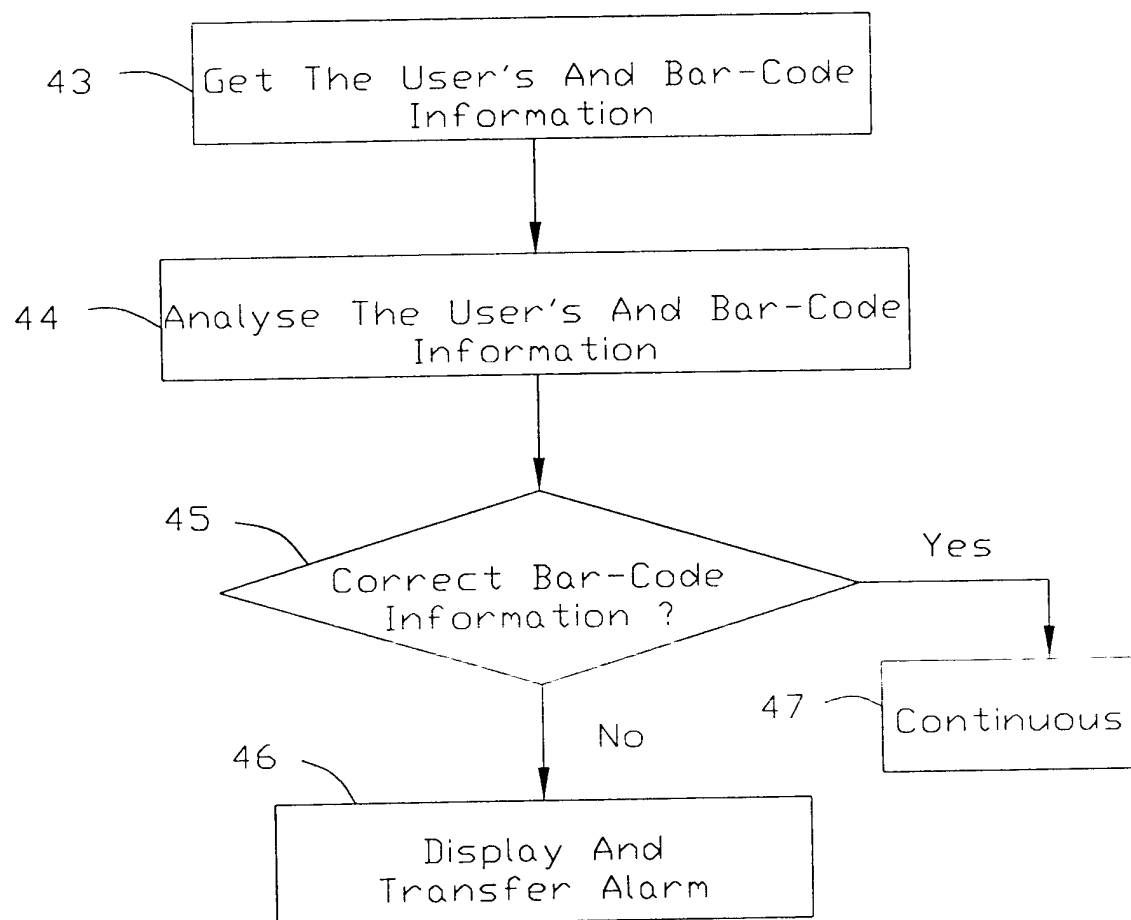 43
Get The User's And Bar-Code
Information
44
Analyse The User's And Bar-Code
Information
45
Correct Bar-Code
Information ?
Yes
47
Continuous
No
46
Display And
Transfer Alarm